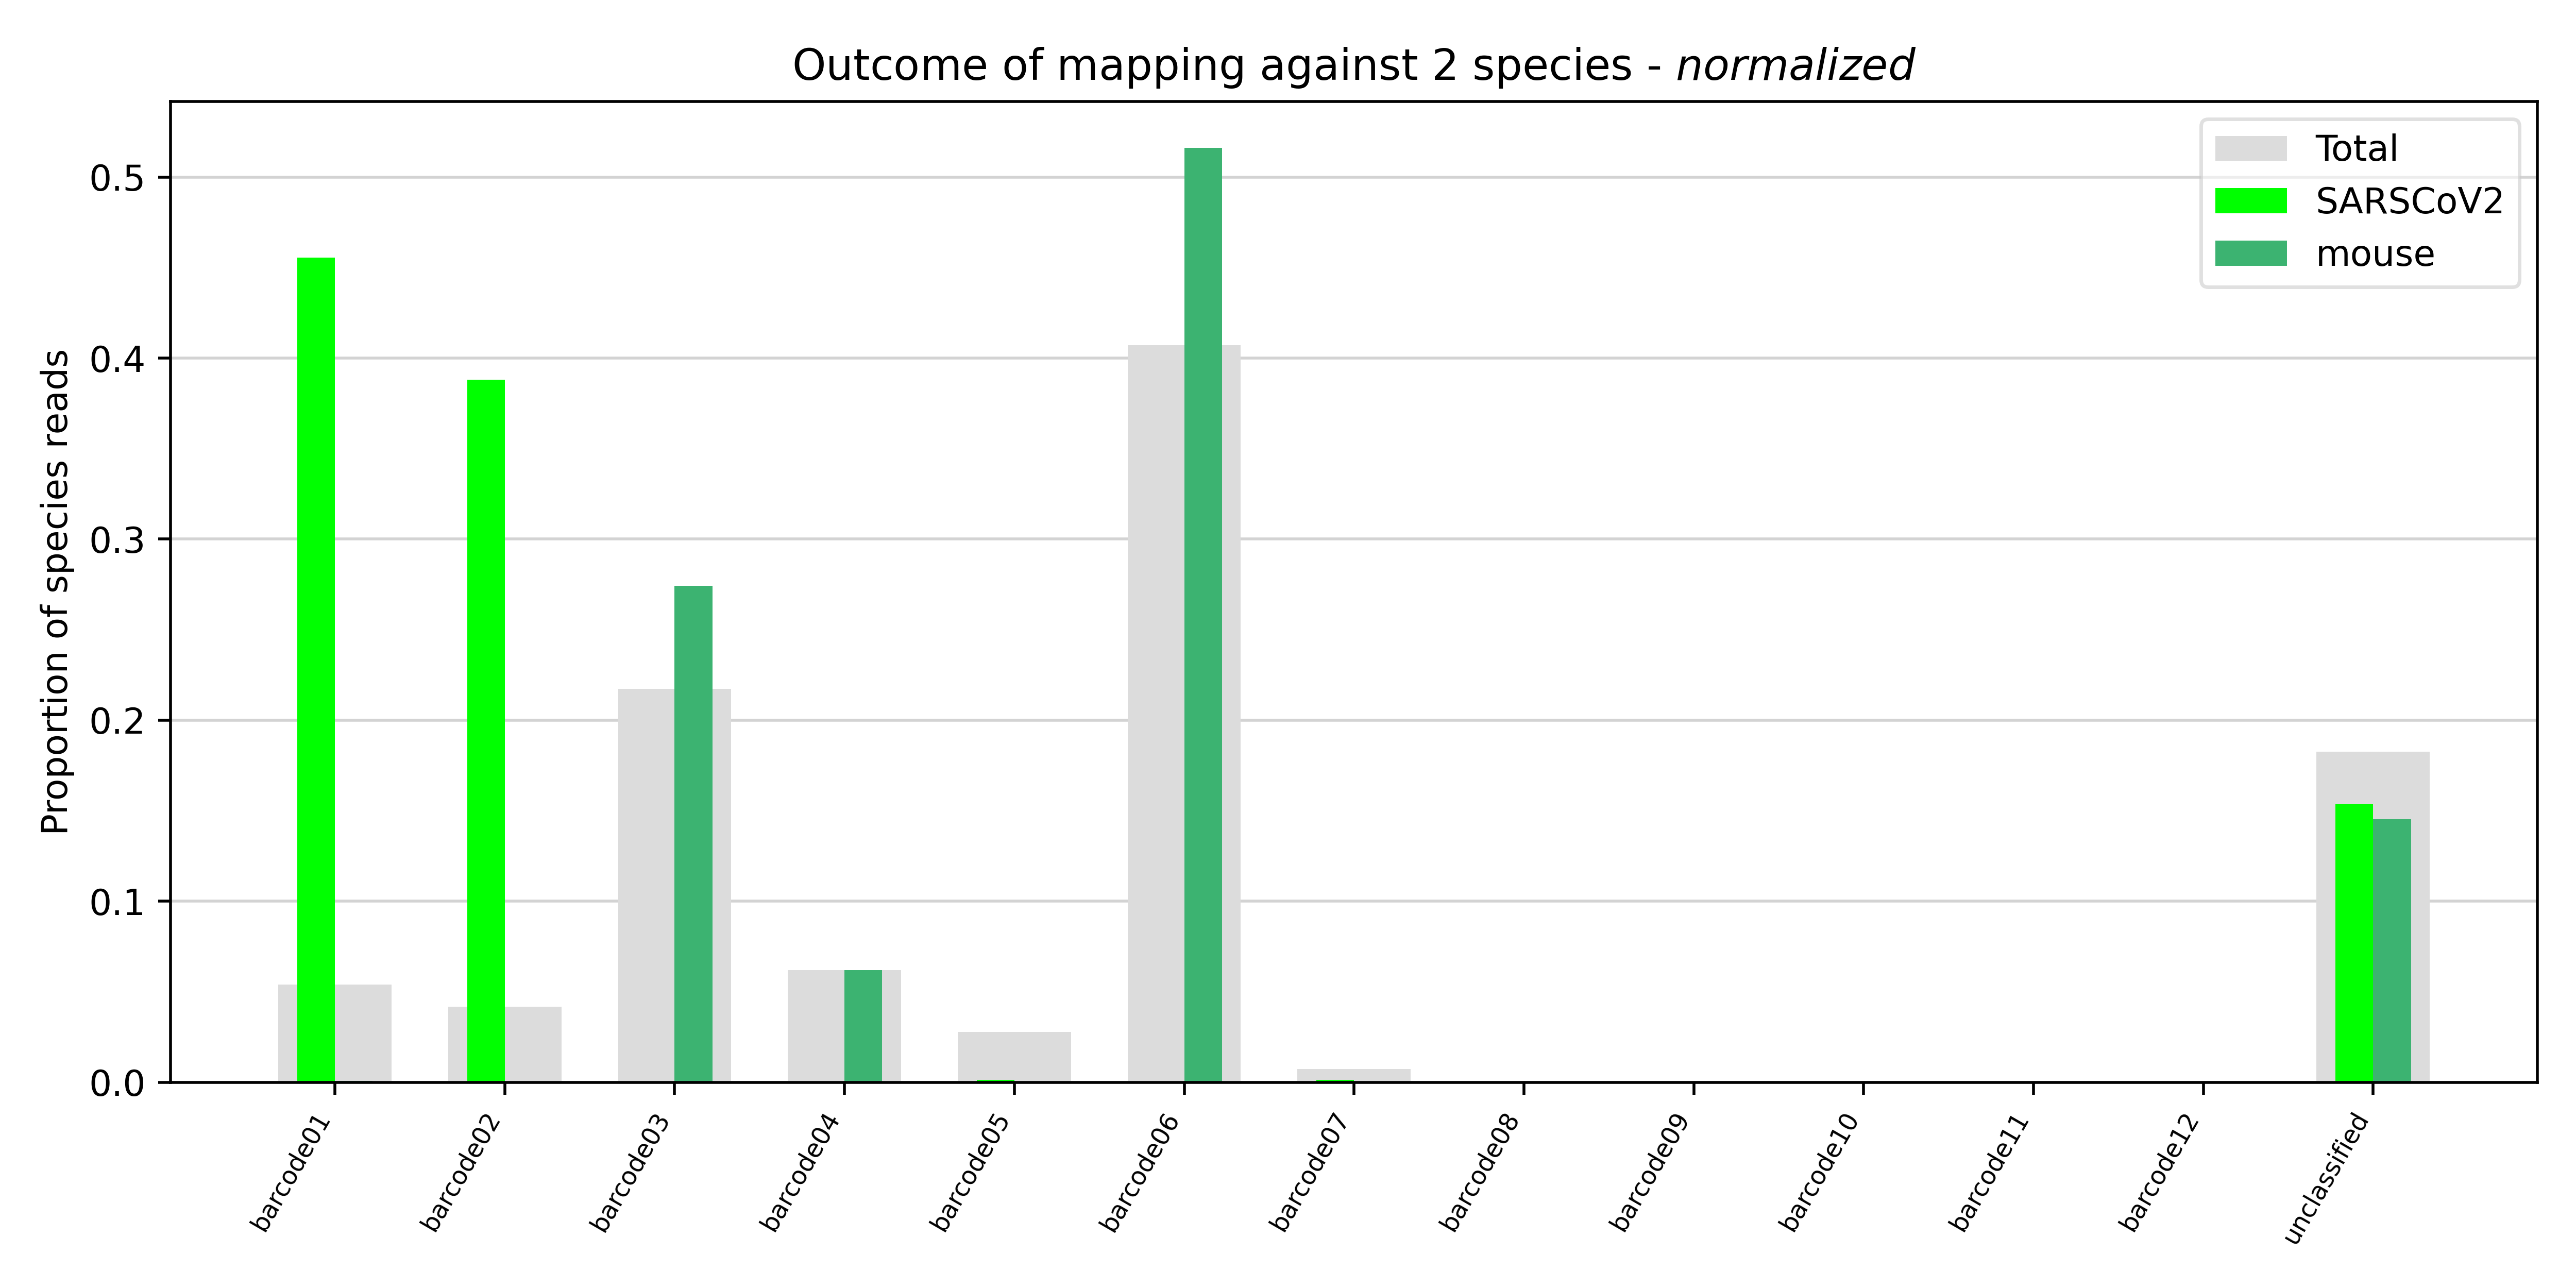 Outcome of mapping against 2 species - normalized
Total
SARSCoV2
mouse
Proportion of species reads
0.5
0.4
0.3
0.2
0.1
0.0
barcode01
barcode02
barcode03
barcode04
barcode05
barcode06
barcode07
barcode08
barcode09
barcode10
barcode11
barcode12
unclassified